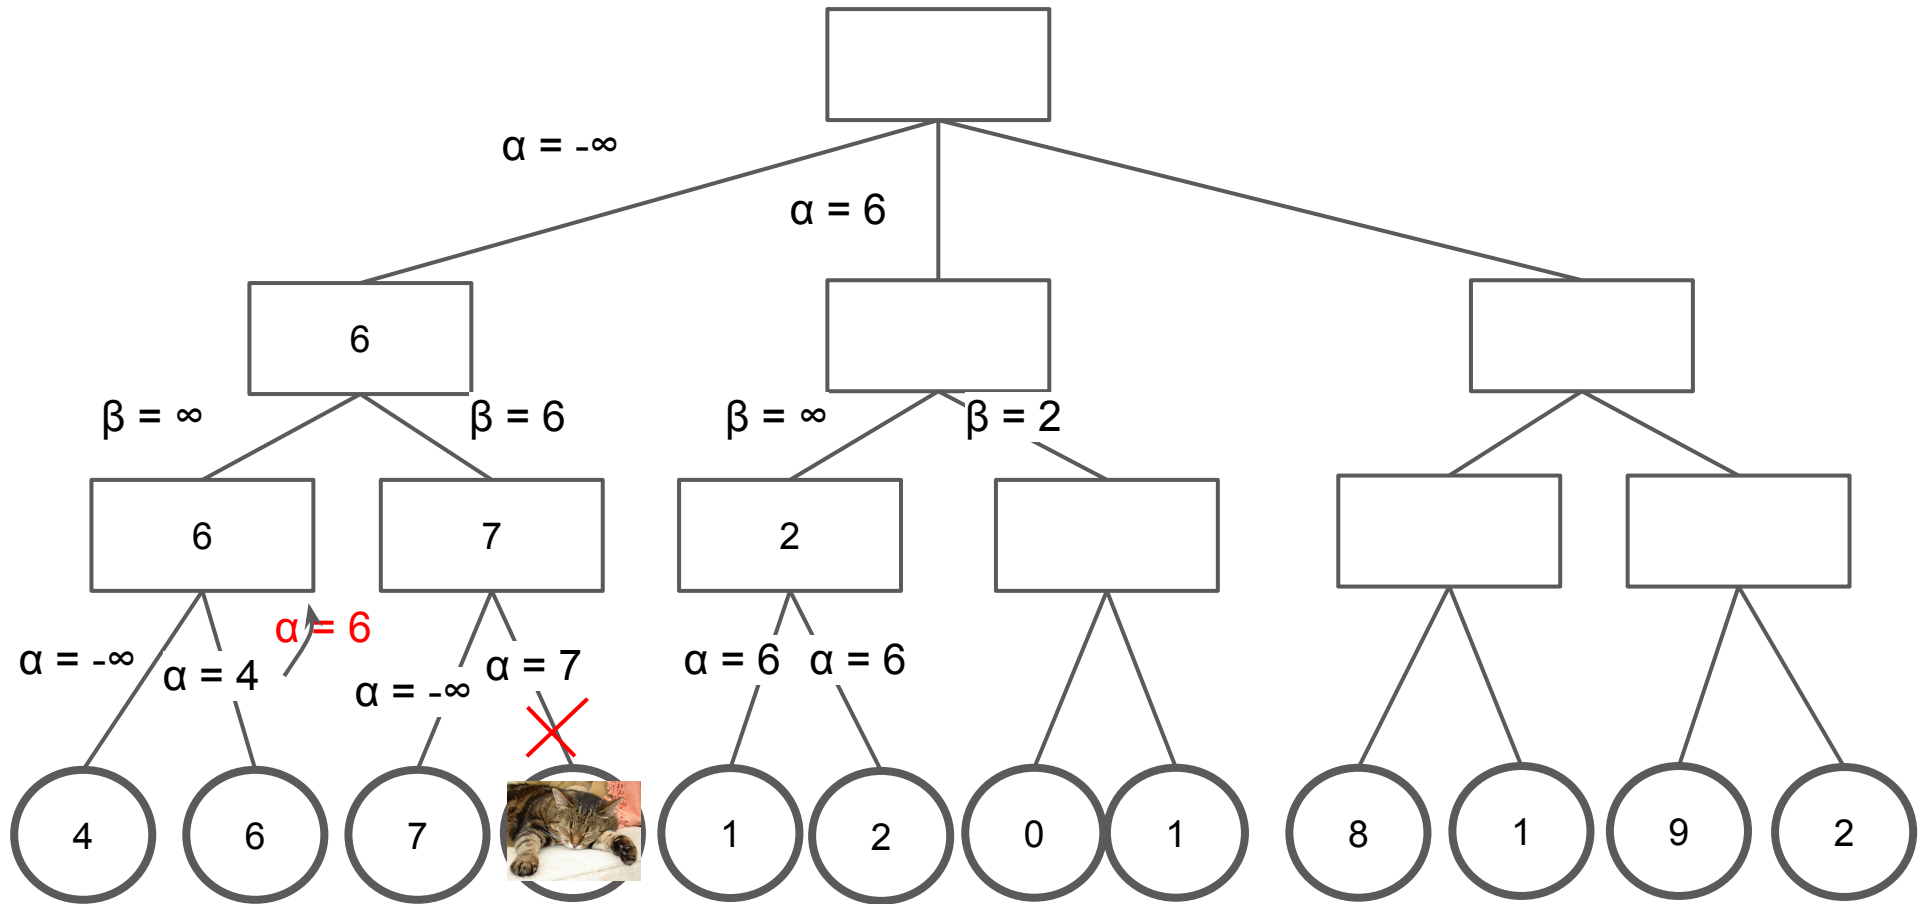 α = -∞
α = 6
6
β = ∞
β = 6
β = ∞
β = 2
6
7
2
α = 6
α = -∞
α = 4
α = -∞
α = 7
α = 6
α = 6
4
6
7
1
2
0
1
8
1
9
2